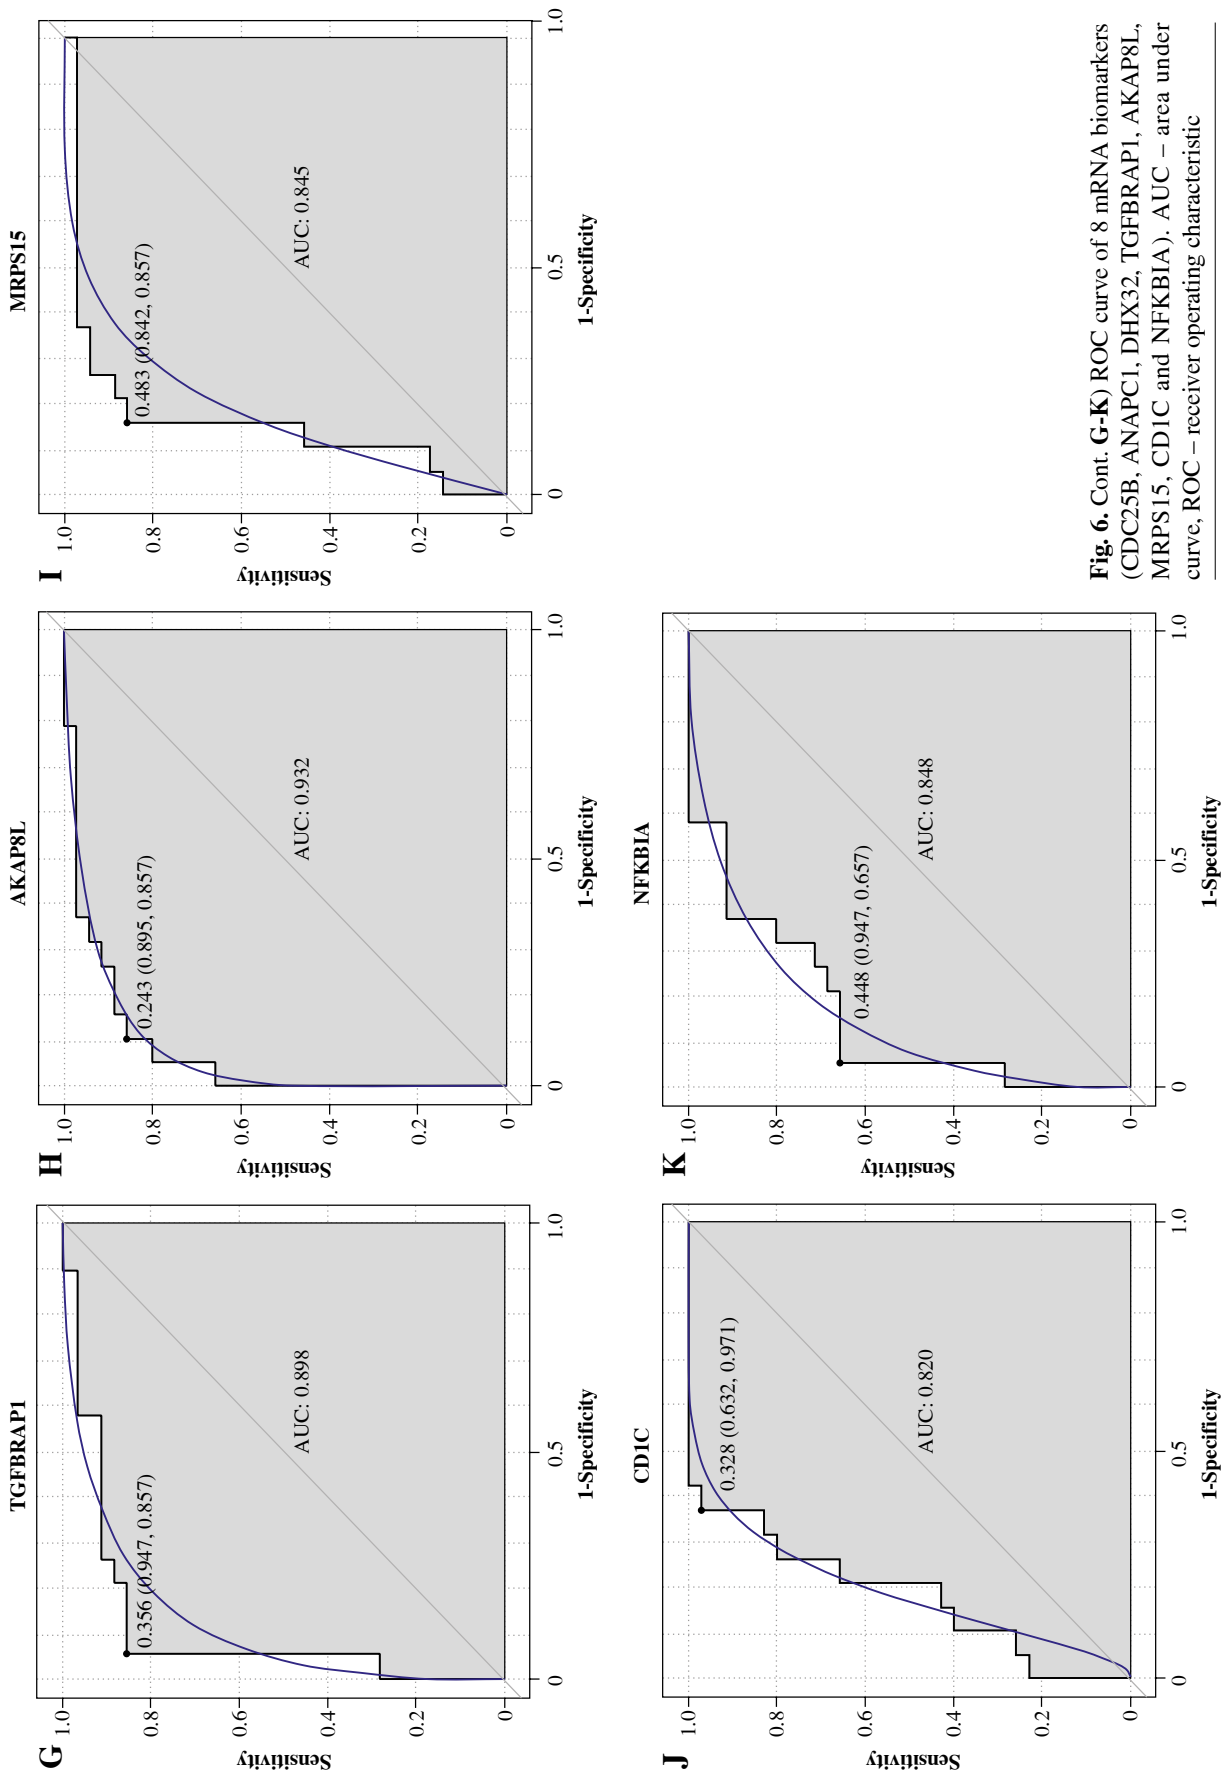 G
TGFBRAP1
Sensitivity
1.0
0.8
0.6
0.4
0.2
0
0.356 (0.947, 0.857)
AUC: 0.898
0 0.5 1.0
1-Specificity
H
AKAP8L
Sensitivity
1.0
0.8
0.6
0.4
0.2
0
0.243 (0.895, 0.857)
AUC: 0.932
0 0.5 1.0
1-Specificity
I
MRPS15
Sensitivity
1.0
0.8
0.6
0.4
0.2
0
0.483 (0.842, 0.857)
AUC: 0.845
0 0.5 1.0
1-Specificity
J
CD1C
Sensitivity
1.0
0.8
0.6
0.4
0.2
0
0.328 (0.632, 0.971)
AUC: 0.820
0 0.5 1.0
1-Specificity
K
NFKBIA
Sensitivity
1.0
0.8
0.6
0.4
0.2
0
0.448 (0.947, 0.657)
AUC: 0.848
0 0.5 1.0
1-Specificity
Fig. 6. Cont. G-K) ROC curve of 8 mRNA biomarkers
(CDC25B, ANAPC1, DHX32, TGFBRAP1, AKAP8L,
MRPS15, CD1C and NFKBIA). AUC – area under
curve, ROC – receiver operating characteristic